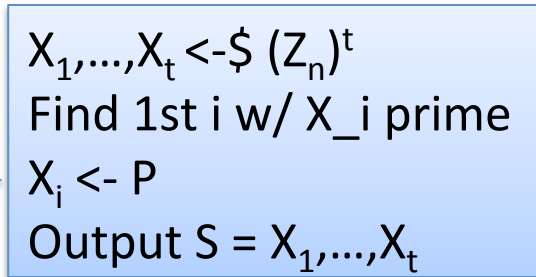 X₁,...,Xₜ <-$ (Zₙ)ᵗ
Find 1st i w/ X_i prime
Xᵢ <- P
Output S = X₁,...,Xₜ